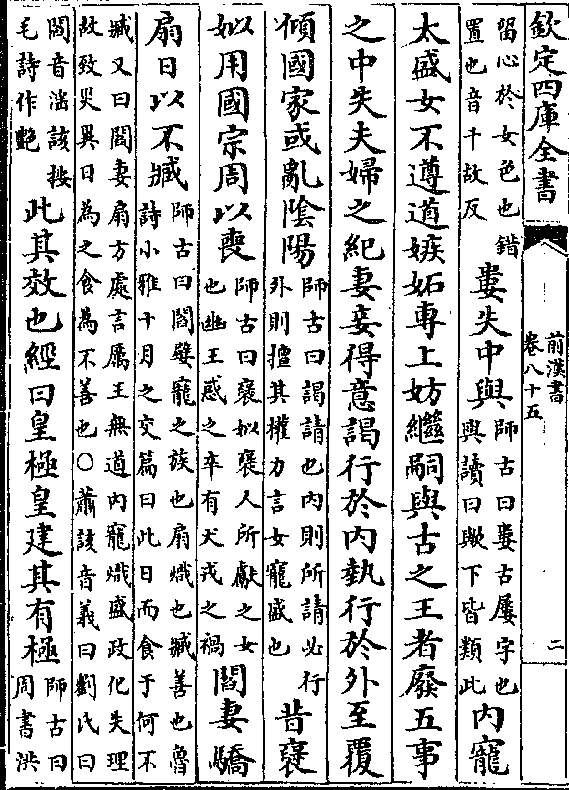 欽定四庫全書
前漢書
卷八十五
二
留心於女色也 錯
置也音千故反
婁失中與
師古曰婁古屢字也
與讀曰歟下皆類此
內寵
太盛女不遵道嫉妬專上妨繼嗣與古之王者廢五事
之中失夫婦之紀妻妾得意謁行於内埶行於外至覆
傾國家或亂隂陽
師古曰謁請也内則所請必行
外則擅其權力言女寵盛也
昔襃
姒用國宗周以喪
師古曰襃姒襃人所獻之女
也幽王惑之卒有犬戎之禍
閻妻驕
扇日以不臧
師古曰閻嬖寵之族也扇熾也臧善也魯
詩小雅十月之交篇曰此日而食于何不
臧又曰閻妻扇方處言厲王無道内寵熾盛政化失理
故致災異日為之食為不善也○蕭該音義曰劉氏曰
閻音滛該按
毛詩作艶
此其效也經曰皇極皇建其有極
師古曰
周書洪